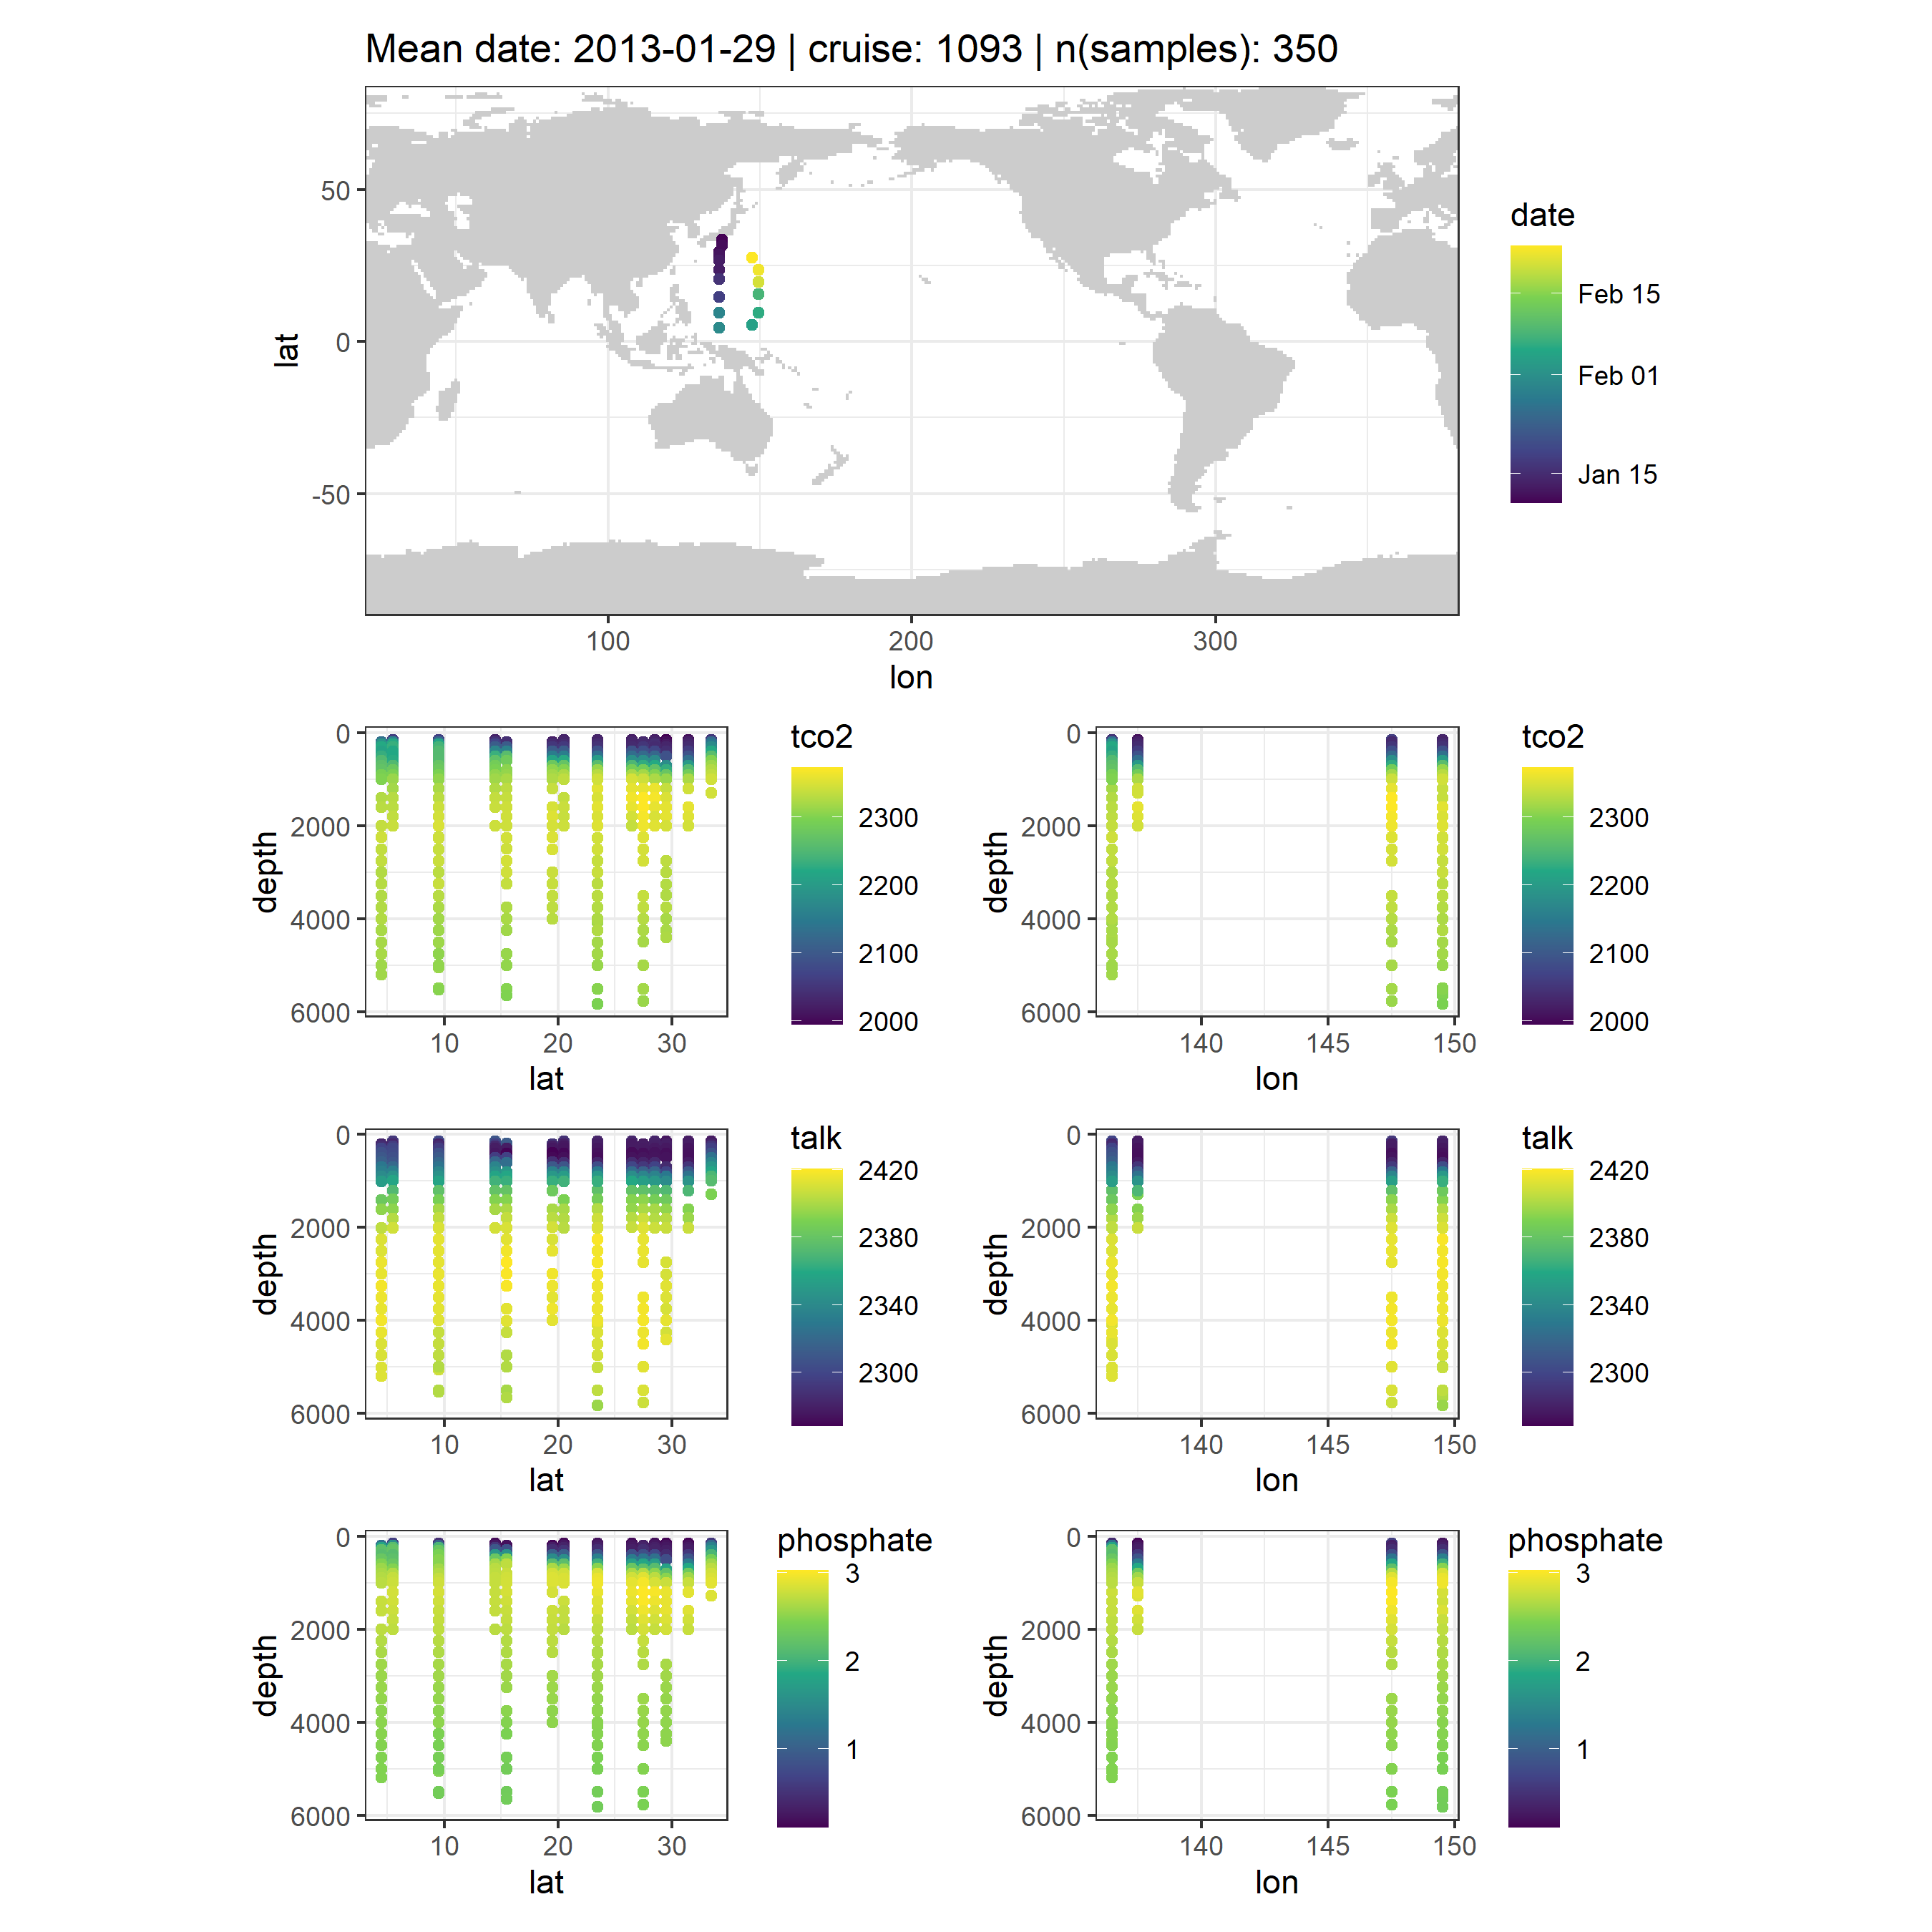 Mean date: 2013-01-29 | cruise: 1093 | n(samples): 350
50
0
-50
lat
100
200
300
lon
date
Feb 15
Feb 01
Jan 15
0
2000
4000
6000
depth
10
20
30
lat
tco2
2300
2200
2100
2000
0
2000
4000
6000
depth
140
145
150
lon
tco2
2300
2200
2100
2000
0
2000
4000
6000
depth
10
20
30
lat
talk
2420
2380
2340
2300
0
2000
4000
6000
depth
140
145
150
lon
talk
2420
2380
2340
2300
0
2000
4000
6000
depth
10
20
30
lat
phosphate
3
2
1
0
2000
4000
6000
depth
140
145
150
lon
phosphate
3
2
1